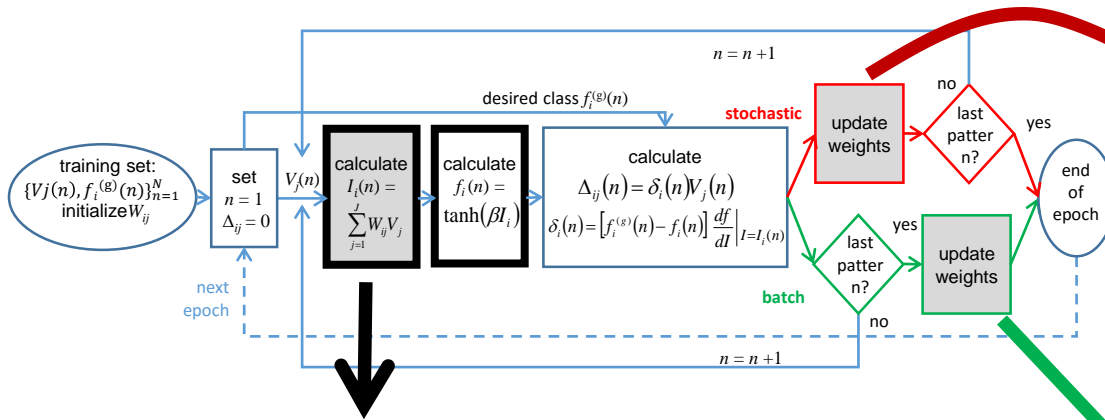 n = n +1
desired class f_i^(g)(n)
training set:
{Vj(n), f_i^(g)(n)}_{n=1}^N
initialize W_ij
set
n = 1
Δ_ij = 0
V_j(n)
calculate
I_i(n) =
∑_{j=1}^J W_ij V_j
calculate
f_i(n) =
tanh(βI_i)
calculate
Δ_ij(n) = δ_i(n)V_j(n)
δ_i(n) = [f_i^(g)(n) − f_i(n)] df/dI |_{I=I_i(n)}
stochastic
update
weights
no
last
patter
n?
yes
end
of
epoch
batch
last
patter
n?
yes
update
weights
no
next
epoch
n = n +1